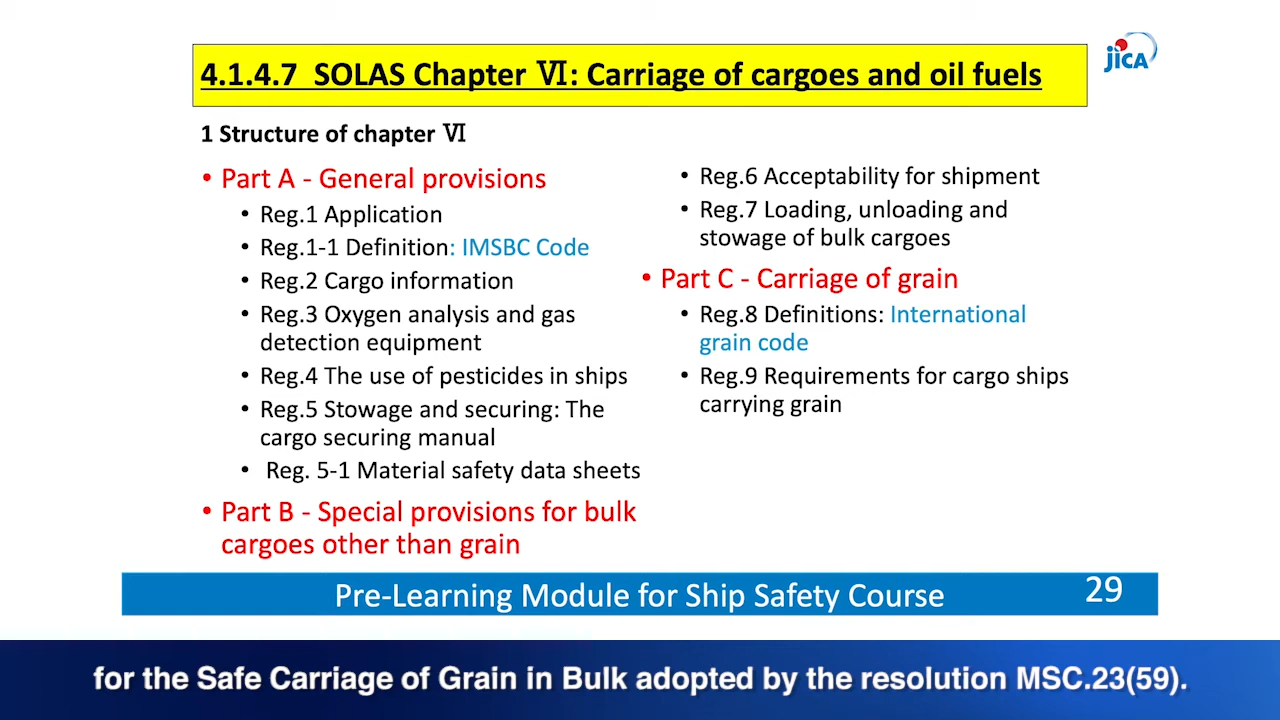 4.1.4.7 SOLAS Chapter Ⅵ: Carriage of cargoes and oil fuels
JICA
1 Structure of chapter Ⅵ
• Part A - General provisions
• Reg.1 Application
• Reg.1-1 Definition: IMSBC Code
• Reg.2 Cargo information
• Reg.3 Oxygen analysis and gas
detection equipment
• Reg.4 The use of pesticides in ships
• Reg.5 Stowage and securing: The
cargo securing manual
• Reg. 5-1 Material safety data sheets
• Part B - Special provisions for bulk
cargoes other than grain
• Reg.6 Acceptability for shipment
• Reg.7 Loading, unloading and
stowage of bulk cargoes
• Part C - Carriage of grain
• Reg.8 Definitions: International
grain code
• Reg.9 Requirements for cargo ships
carrying grain
Pre-Learning Module for Ship Safety Course
29
for the Safe Carriage of Grain in Bulk adopted by the resolution MSC.23(59).